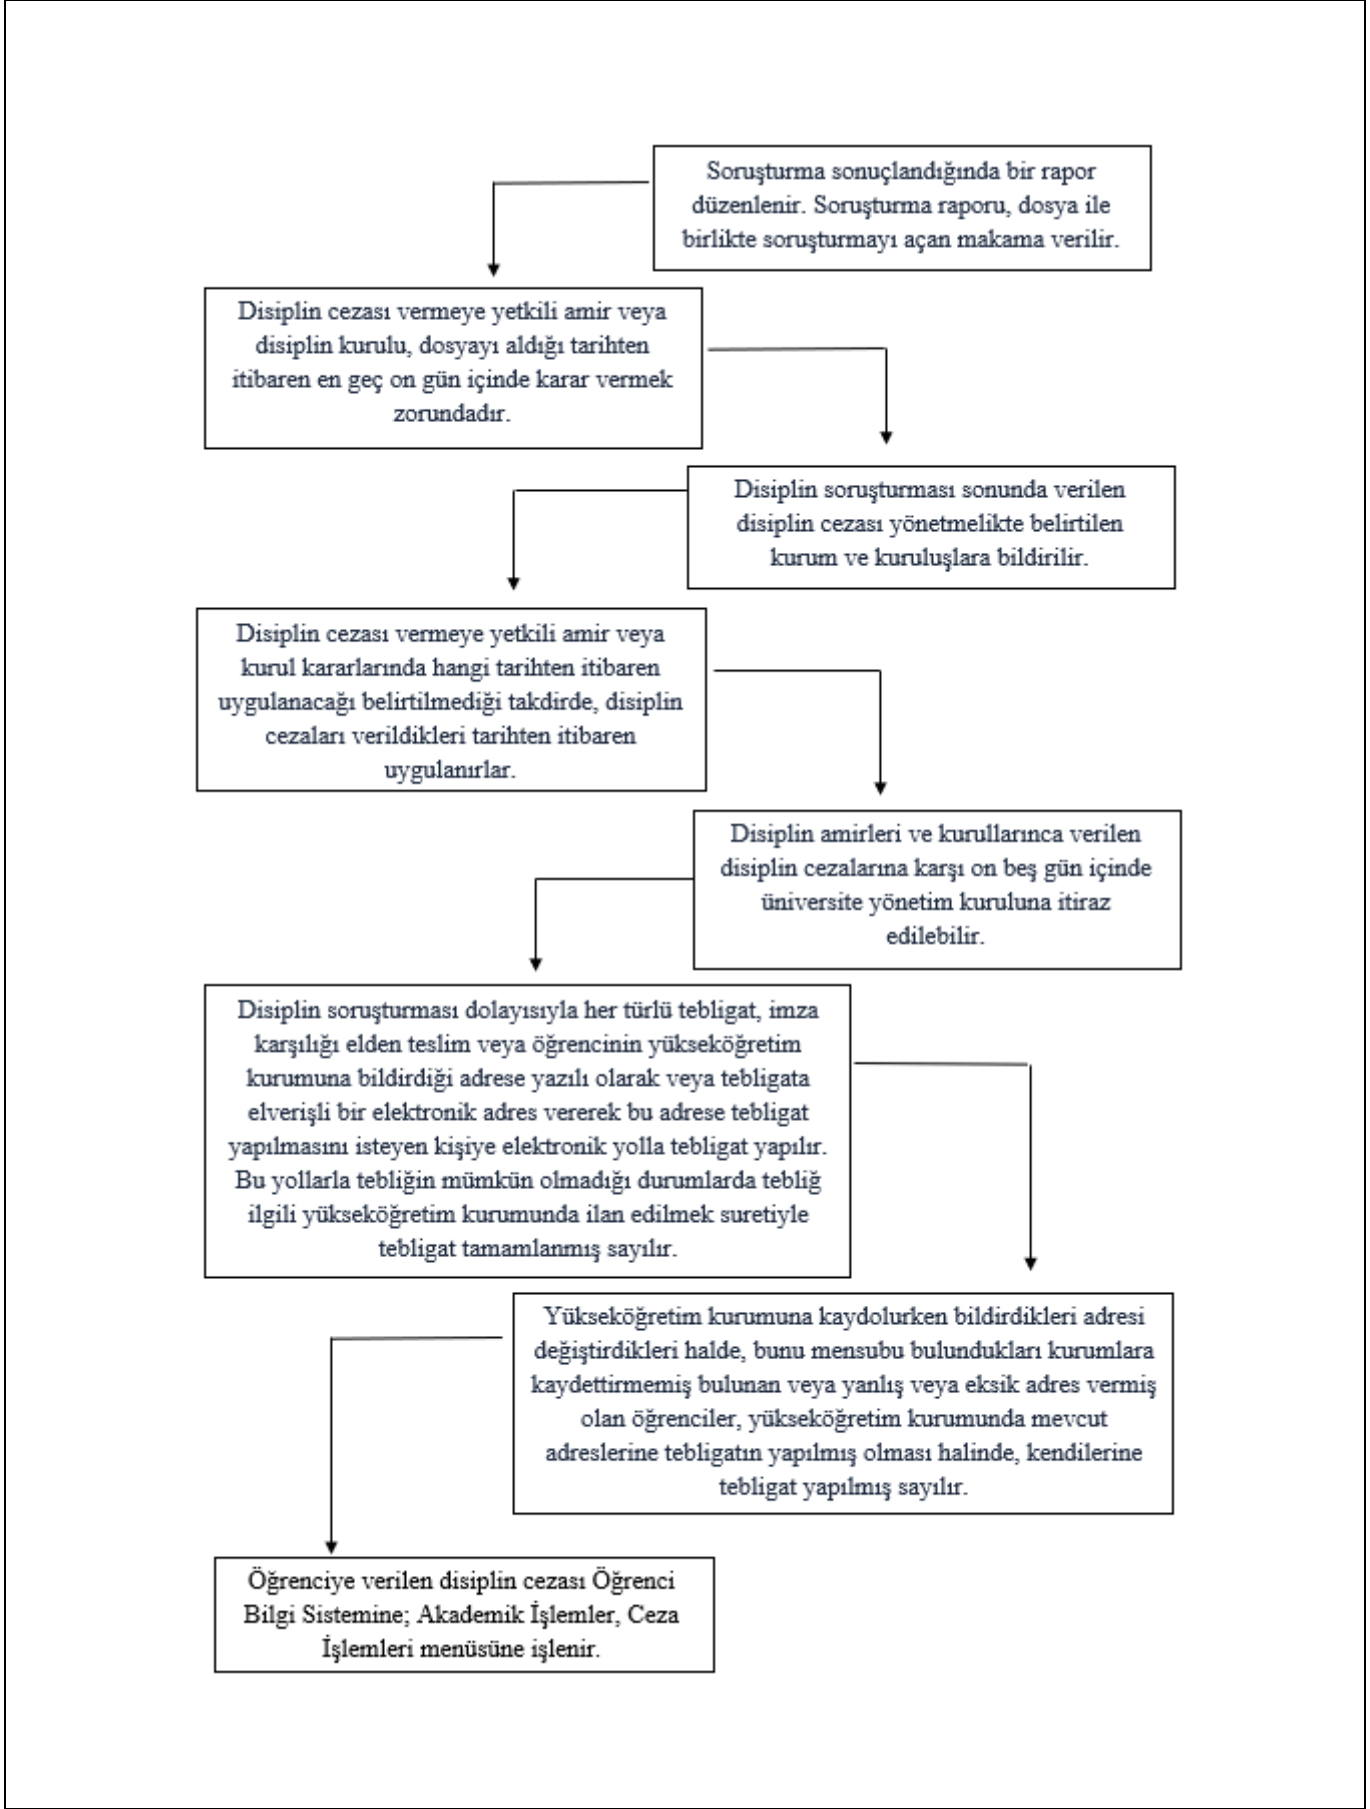 Soruşturma sonuçlandığında bir rapor
düzenlenir. Soruşturma raporu, dosya ile
birlikte soruşturmayı açan makama verilir.
Disiplin cezası vermeye yetkili amir veya
disiplin kurulu, dosyayı aldığı tarihten
itibaren en geç on gün içinde karar vermek
zorundadır.
Disiplin soruşturması sonunda verilen
disiplin cezası yönetmelikte belirtilen
kurum ve kuruluşlara bildirilir.
Disiplin cezası vermeye yetkili amir veya
kurul kararlarında hangi tarihten itibaren
uygulanacağı belirtilmediği takdirde, disiplin
cezaları verildikleri tarihten itibaren
uygulanırlar.
Disiplin amirleri ve kurullarınca verilen
disiplin cezalarına karşı on beş gün içinde
üniversite yönetim kuruluna itiraz
edilebilir.
Disiplin soruşturması dolayısıyla her türlü tebligat, imza
karşılığı elden teslim veya öğrencinin yükseköğretim
kurumuna bildirdiği adrese yazılı olarak veya tebligata
elverişli bir elektronik adres vererek bu adrese tebligat
yapılmasını isteyen kişiye elektronik yolla tebligat yapılır.
Bu yollarla tebliğin mümkün olmadığı durumlarda tebliğ
ilgili yükseköğretim kurumunda ilan edilmek suretiyle
tebligat tamamlanmış sayılır.
Yükseköğretim kurumuna kaydolurken bildirdikleri adresi
değiştirdikleri halde, bunu mensubu bulundukları kurumlara
kaydettirmemiş bulunan veya yanlış veya eksik adres vermiş
olan öğrenciler, yükseköğretim kurumunda mevcut
adreslerine tebligatın yapılmış olması halinde, kendilerine
tebligat yapılmış sayılır.
Öğrenciye verilen disiplin cezası Öğrenci
Bilgi Sistemine; Akademik İşlemler, Ceza
İşlemleri menüsüne işlenir.